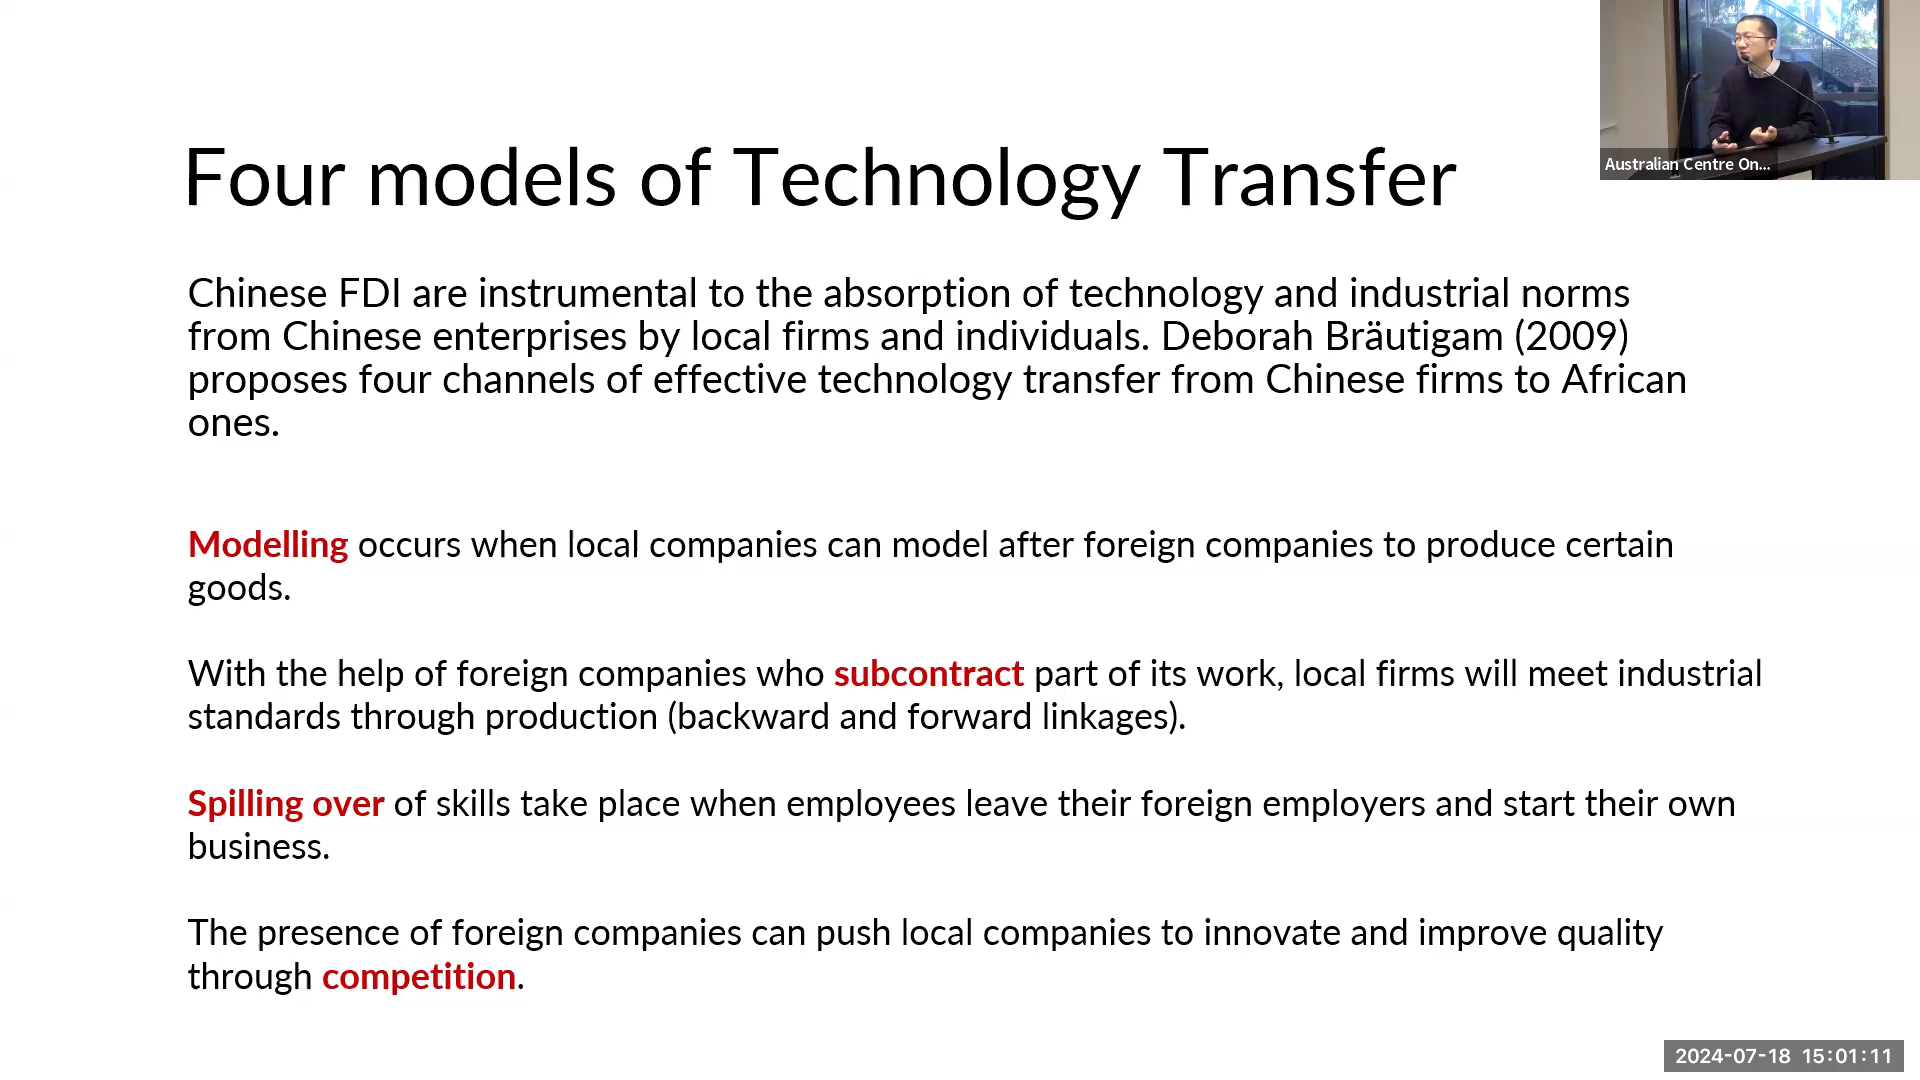 Australian Centre On...
Four models of Technology Transfer
Chinese FDI are instrumental to the absorption of technology and industrial norms
from Chinese enterprises by local firms and individuals. Deborah Bräutigam (2009)
proposes four channels of effective technology transfer from Chinese firms to African
ones.
Modelling occurs when local companies can model after foreign companies to produce certain
goods.
With the help of foreign companies who subcontract part of its work, local firms will meet industrial
standards through production (backward and forward linkages).
Spilling over of skills take place when employees leave their foreign employers and start their own
business.
The presence of foreign companies can push local companies to innovate and improve quality
through competition.
2024-07-18 15:01:11